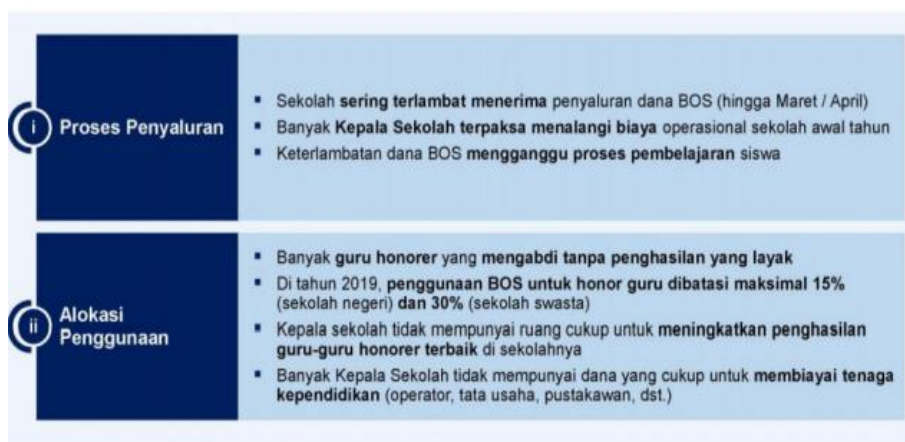 i
Proses Penyaluran
▪ Sekolah sering terlambat menerima penyaluran dana BOS (hingga Maret / April)
▪ Banyak Kepala Sekolah terpaksa menalangi biaya operasional sekolah awal tahun
▪ Keterlambatan dana BOS mengganggu proses pembelajaran siswa
ii
Alokasi
Penggunaan
▪ Banyak guru honorer yang mengabdi tanpa penghasilan yang layak
▪ Di tahun 2019, penggunaan BOS untuk honor guru dibatasi maksimal 15%
(sekolah negeri) dan 30% (sekolah swasta)
▪ Kepala sekolah tidak mempunyai ruang cukup untuk meningkatkan penghasilan
guru-guru honorer terbaik di sekolahnya
▪ Banyak Kepala Sekolah tidak mempunyai dana yang cukup untuk membiayai tenaga
kependidikan (operator, tata usaha, pustakawan, dst.)